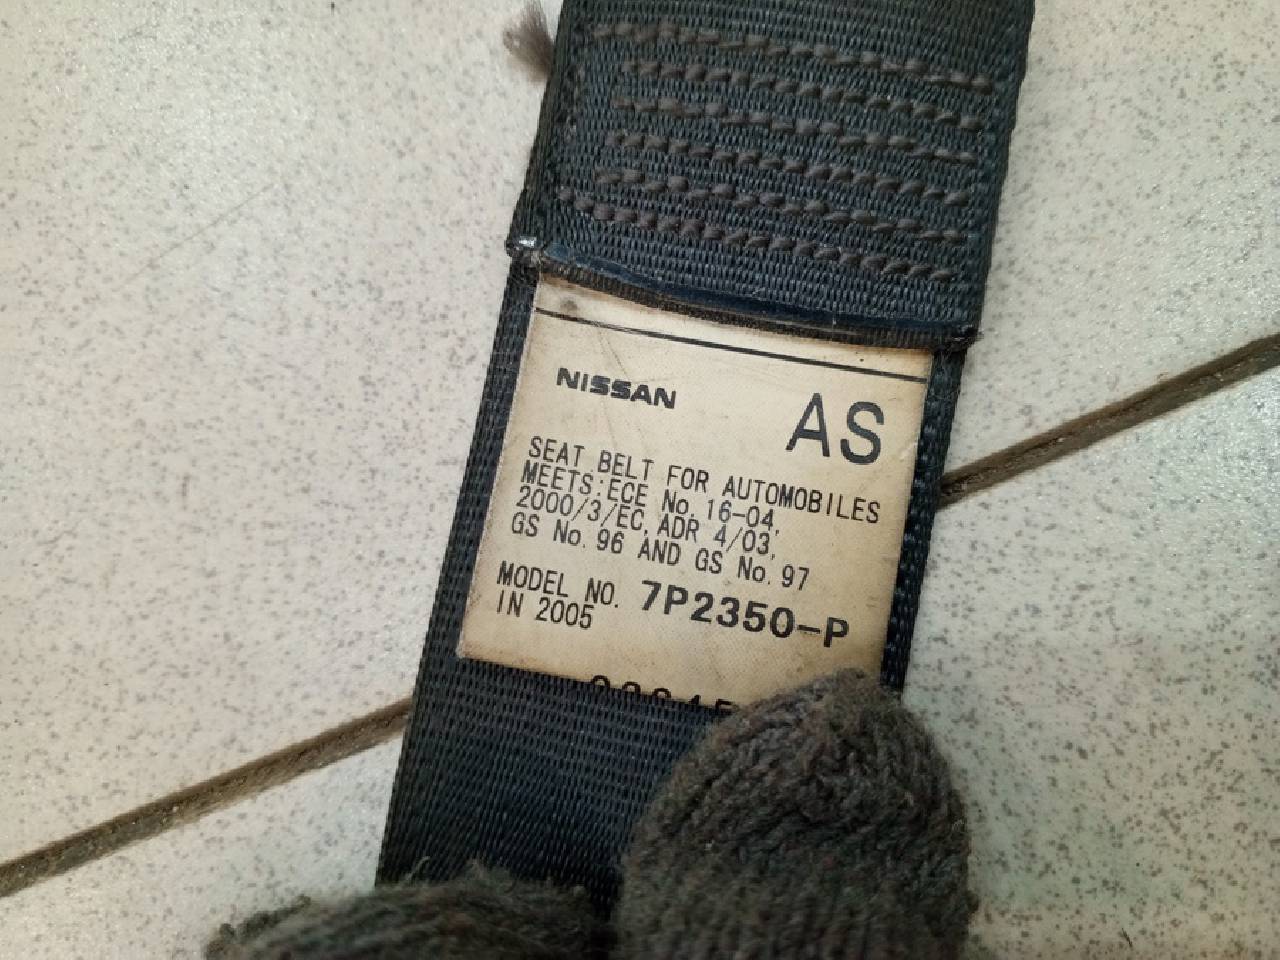 NISSAN AS
SEAT BELT FOR AUTOMOBILES
MEETS:ECE No. 16-04,
2000/3/EC, ADR 4/03,
GS No. 96 AND GS No. 97
MODEL NO. 7P2350-P
IN 2005